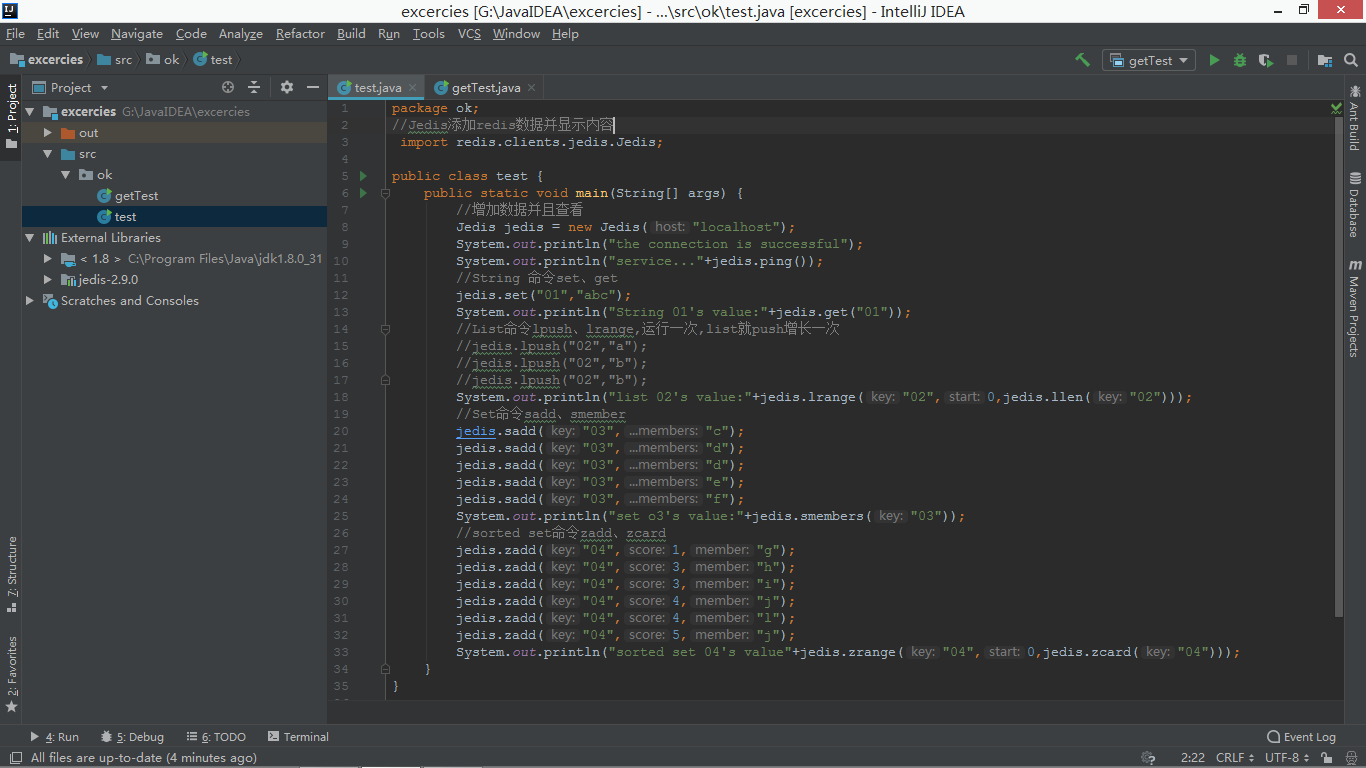 excercies [G:\JavaIDEA\excercies] - ...\src\ok\test.java [excercies] - IntelliJ IDEA
File Edit View Navigate Code Analyze Refactor Build Run Tools VCS Window Help
excercies src ok test getTest
Project test.java getTest.java
1: Project
excercies G:\JavaIDEA\excercies
out
src
ok
getTest
test
External Libraries
< 1.8 > C:\Program Files\Java\jdk1.8.0_31
jedis-2.9.0
Scratches and Consoles
7: Structure
2: Favorites
1 package ok;
2 //Jedis添加redis数据并显示内容
3 import redis.clients.jedis.Jedis;
4
5 public class test {
6 public static void main(String[] args) {
7 //增加数据并且查看
8 Jedis jedis = new Jedis( host: "localhost");
9 System.out.println("the connection is successful");
10 System.out.println("service..."+jedis.ping());
11 //String 命令set、get
12 jedis.set("01","abc");
13 System.out.println("String 01's value:"+jedis.get("01"));
14 //List命令lpush、lrange,运行一次,list就push增长一次
15 //jedis.lpush("02","a");
16 //jedis.lpush("02","b");
17 //jedis.lpush("02","b");
18 System.out.println("list 02's value:"+jedis.lrange( key: "02", start: 0,jedis.llen( key: "02")));
19 //Set命令sadd、smember
20 jedis.sadd( key: "03", ...members: "c");
21 jedis.sadd( key: "03", ...members: "d");
22 jedis.sadd( key: "03", ...members: "d");
23 jedis.sadd( key: "03", ...members: "e");
24 jedis.sadd( key: "03", ...members: "f");
25 System.out.println("set o3's value:"+jedis.smembers( key: "03"));
26 //sorted set命令zadd、zcard
27 jedis.zadd( key: "04", score: 1, member: "g");
28 jedis.zadd( key: "04", score: 3, member: "h");
29 jedis.zadd( key: "04", score: 3, member: "i");
30 jedis.zadd( key: "04", score: 4, member: "j");
31 jedis.zadd( key: "04", score: 4, member: "l");
32 jedis.zadd( key: "04", score: 5, member: "j");
33 System.out.println("sorted set 04's value"+jedis.zrange( key: "04", start: 0,jedis.zcard( key: "04")));
34 }
35 }
Ant Build
Database
Maven Projects
4: Run 5: Debug 6: TODO Terminal Event Log
All files are up-to-date (4 minutes ago) 2:22 CRLF UTF-8